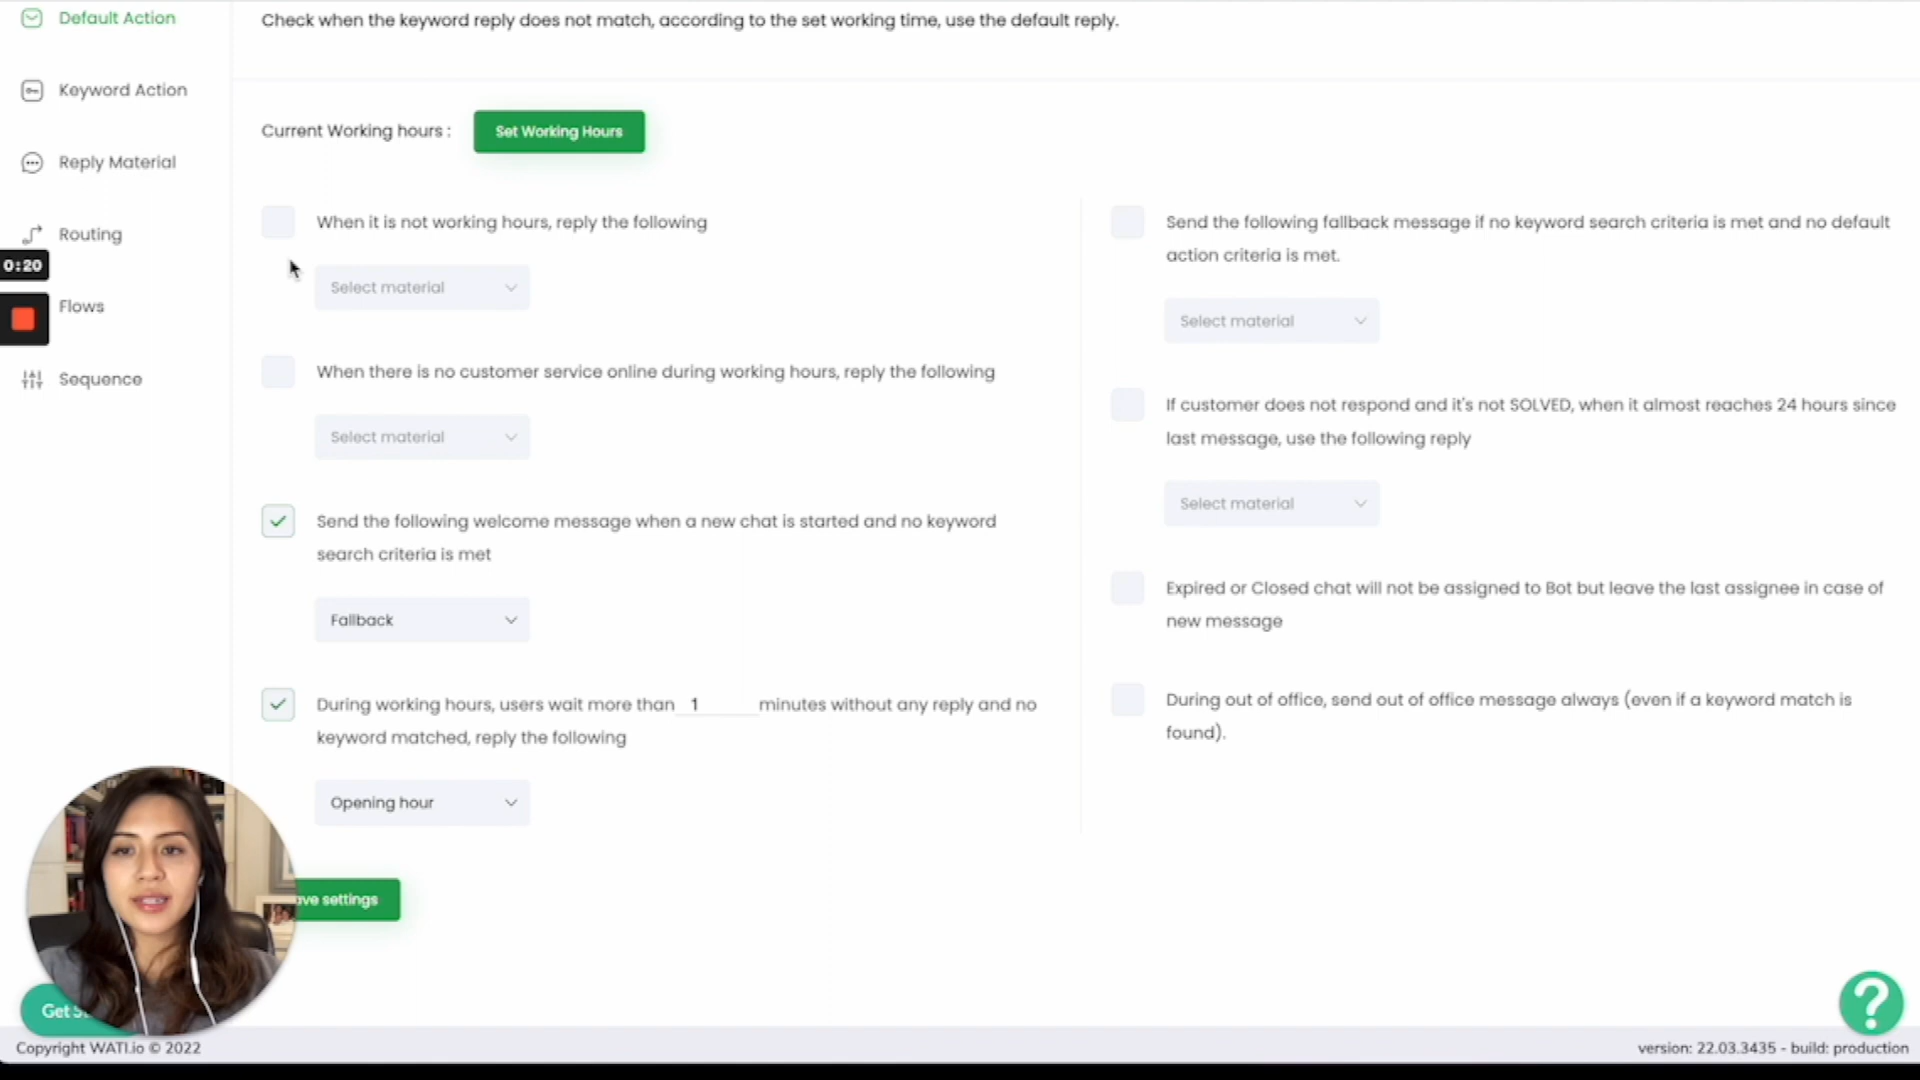 Default Action
Check when the keyword reply does not match, according to the set working time, use the default reply.
Keyword Action
Current Working hours :
Set Working Hours
Reply Material
Routing
0:20
Flows
Sequence
When it is not working hours, reply the following
Select material
When there is no customer service online during working hours, reply the following
Select material
Send the following welcome message when a new chat is started and no keyword
search criteria is met
Fallback
During working hours, users wait more than 1 minutes without any reply and no
keyword matched, reply the following
Opening hour
Send the following fallback message if no keyword search criteria is met and no default
action criteria is met.
Select material
If customer does not respond and it's not SOLVED, when it almost reaches 24 hours since
last message, use the following reply
Select material
Expired or Closed chat will not be assigned to Bot but leave the last assignee in case of
new message
During out of office, send out of office message always (even if a keyword match is
found).
settings
Get
?
Copyright WATI.io © 2022
version: 22.03.3435 - build: production